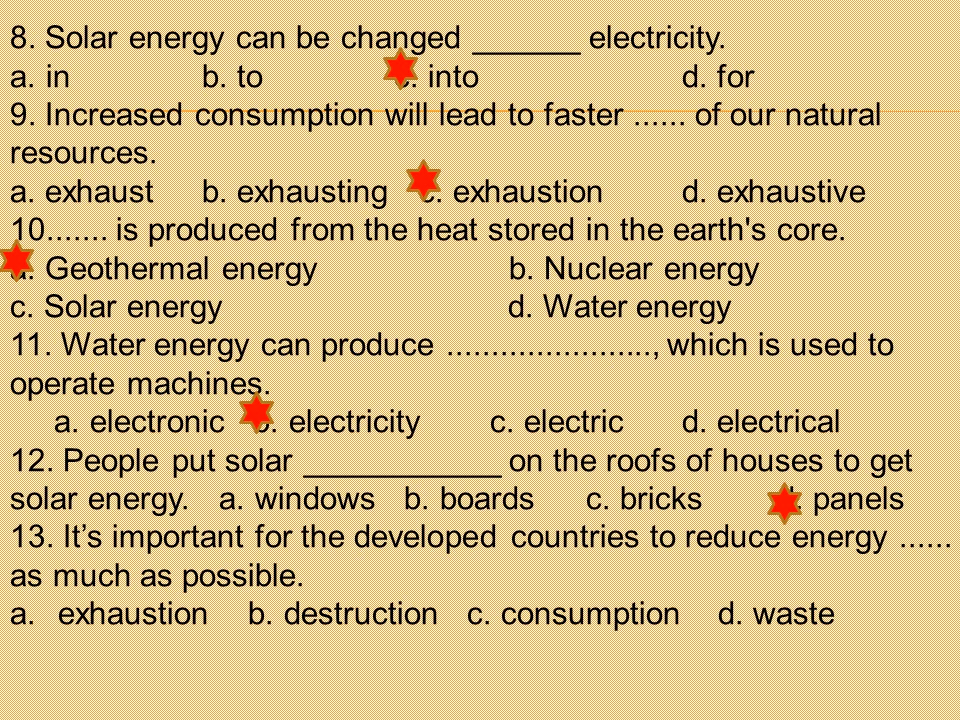 8. Solar energy can be changed ______ electricity.
a. in b. to c. into d. for
9. Increased consumption will lead to faster ...... of our natural
resources.
a. exhaust b. exhausting c. exhaustion d. exhaustive
10....... is produced from the heat stored in the earth's core.
a. Geothermal energy b. Nuclear energy
c. Solar energy d. Water energy
11. Water energy can produce ......................., which is used to
operate machines.
a. electronic b. electricity c. electric d. electrical
12. People put solar ___________ on the roofs of houses to get
solar energy. a. windows b. boards c. bricks d. panels
13. It’s important for the developed countries to reduce energy ......
as much as possible.
a. exhaustion b. destruction c. consumption d. waste